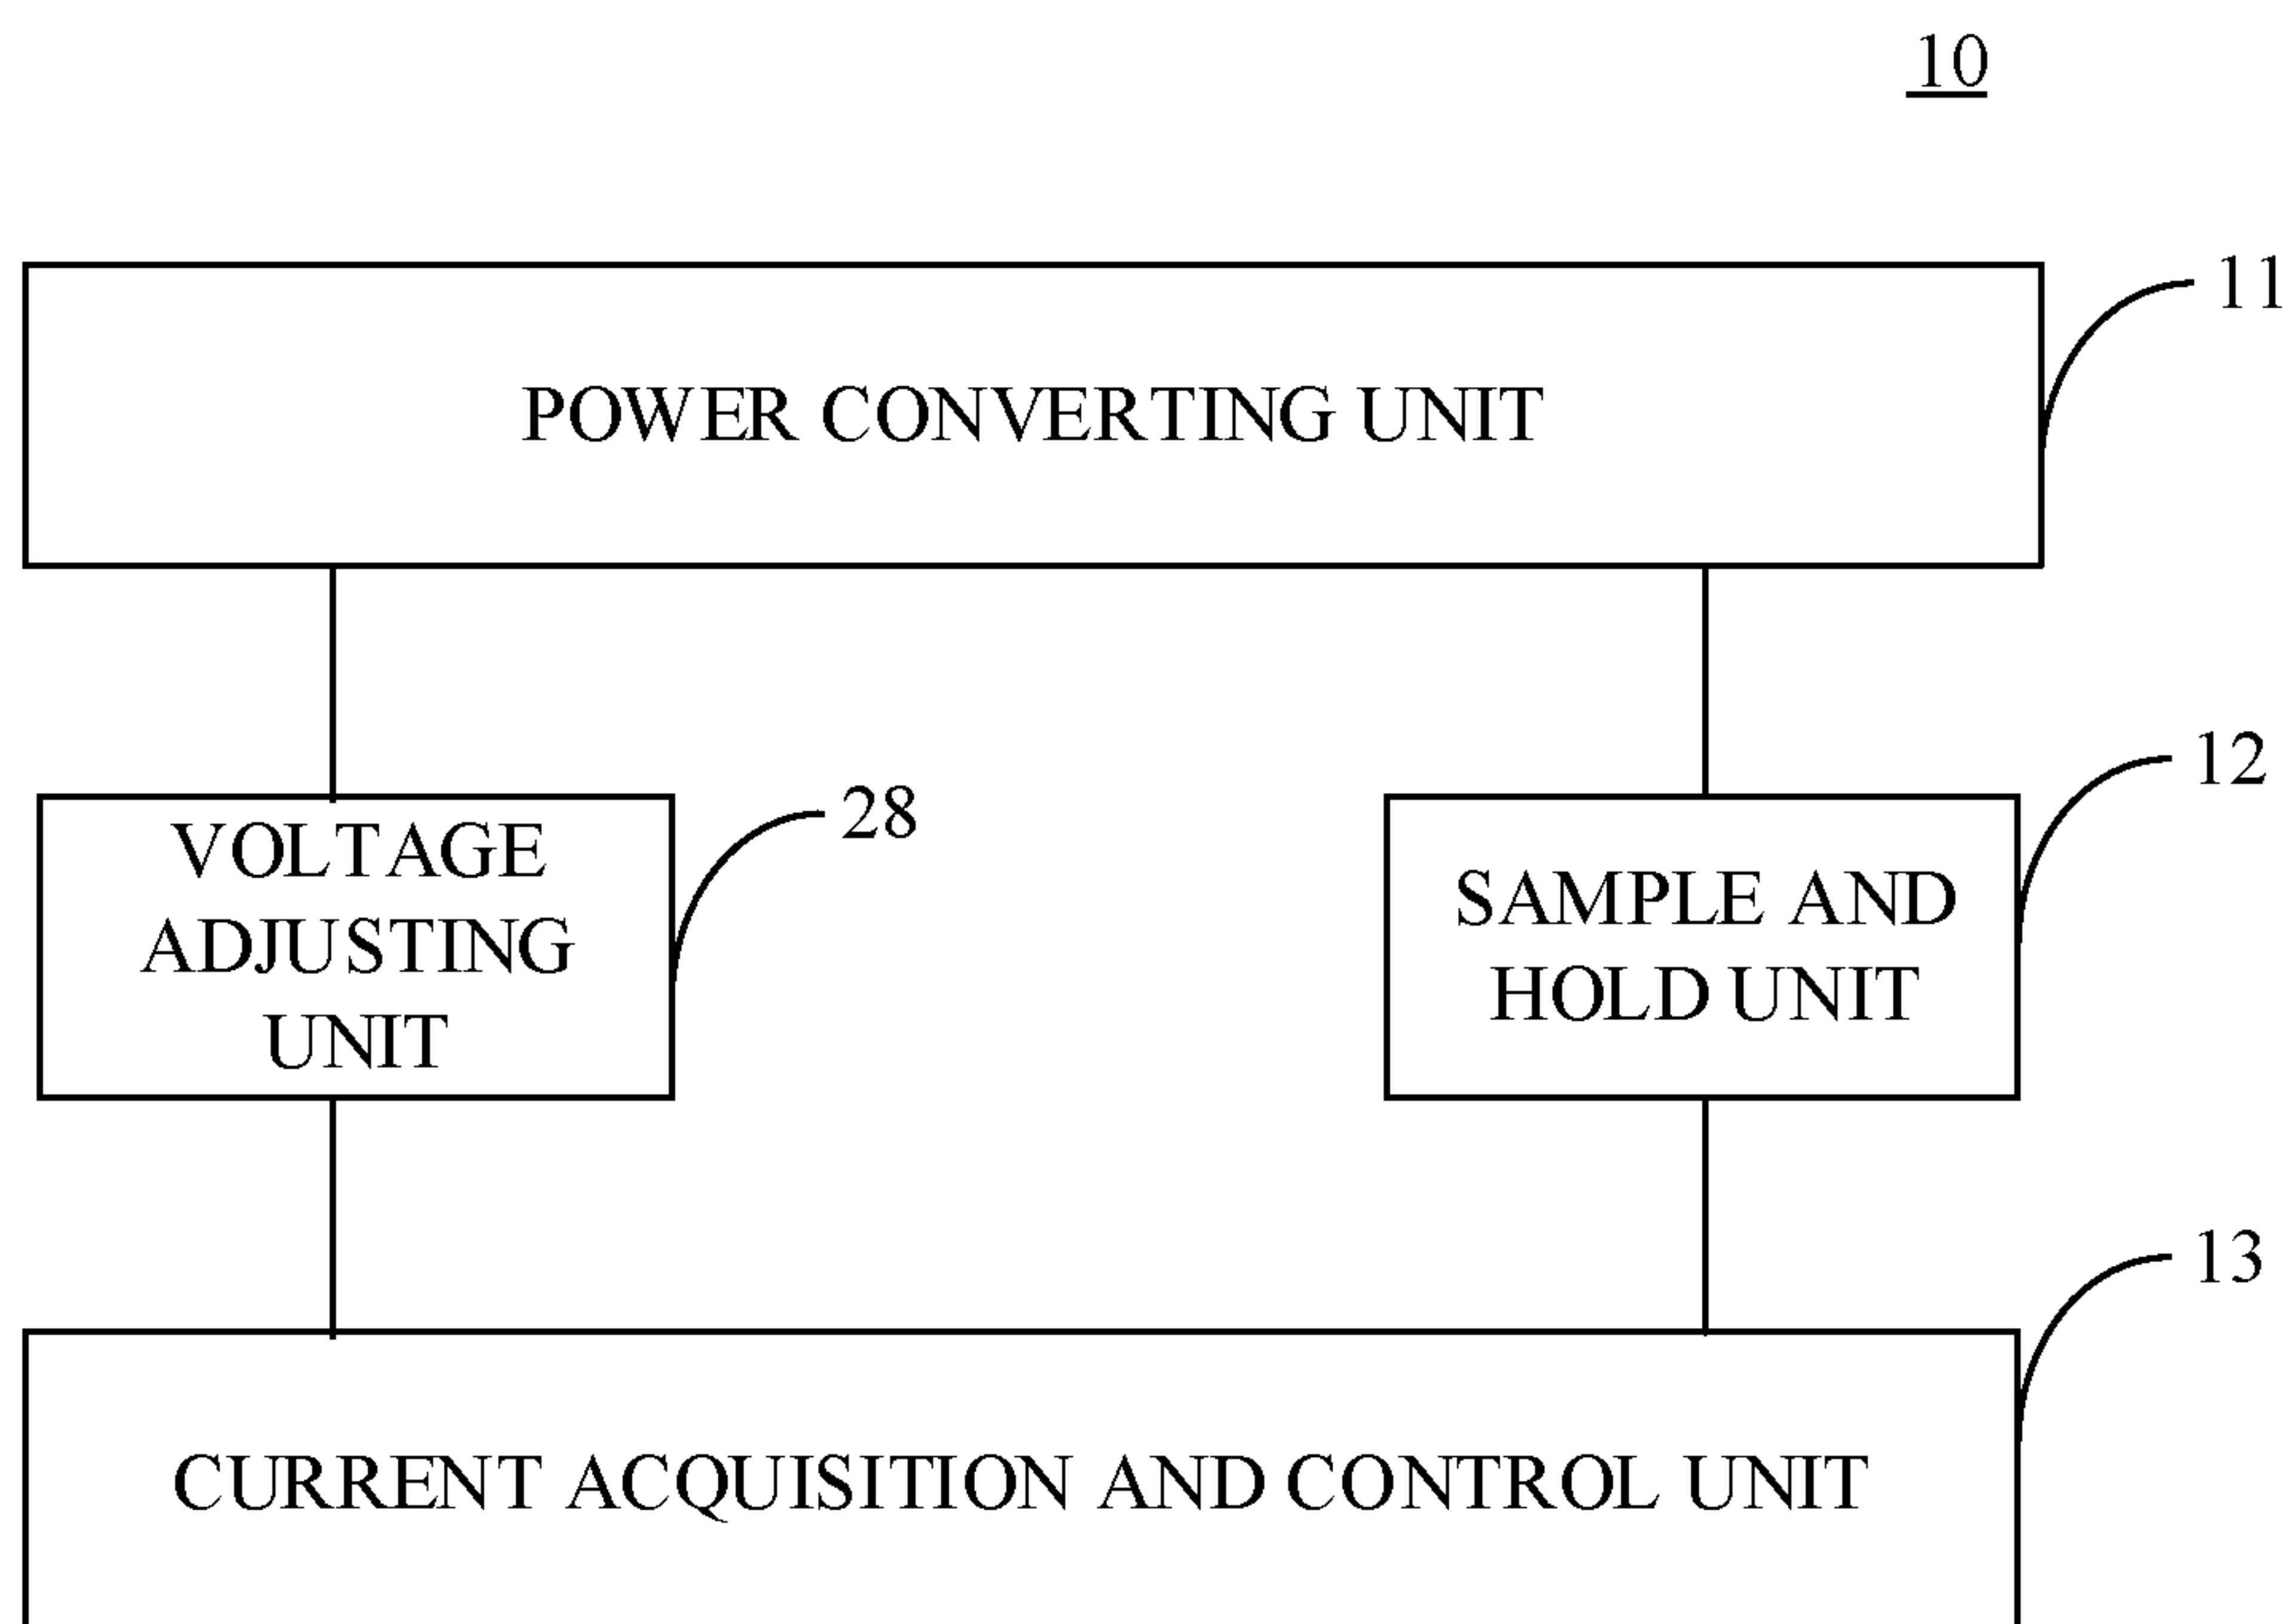 10
11
POWER CONVERTING UNIT
12
28
VOLTAGE
ADJUSTING
UNIT
SAMPLE AND
HOLD UNIT
13
CURRENT ACQUISITION AND CONTROL UNIT